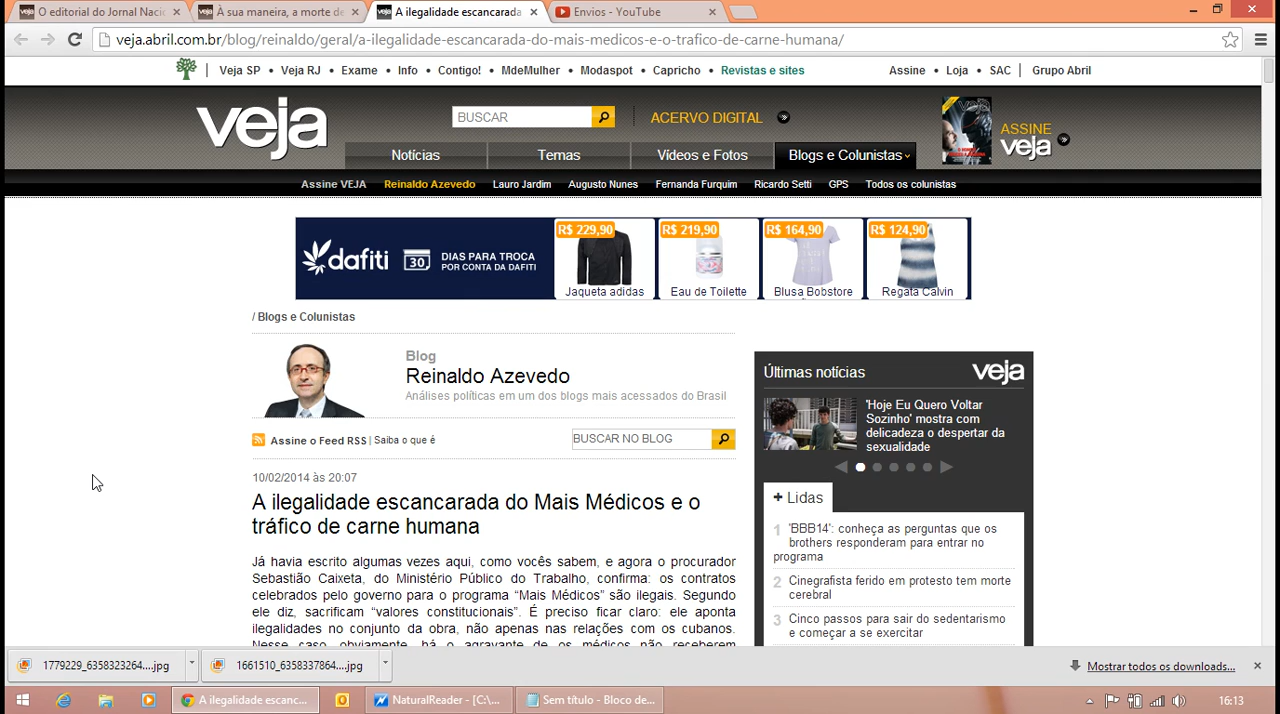 O editorial do Jornal Naci
À sua maneira, a morte de
A ilegalidade escancarada
Envios - YouTube
veja.abril.com.br/blog/reinaldo/geral/a-ilegalidade-escancarada-do-mais-medicos-e-o-trafico-de-carne-humana/
Veja SP • Veja RJ • Exame • Info • Contigo! • MdeMulher • Modaspot • Capricho • Revistas e sites
Assine • Loja • SAC | Grupo Abril
veja
BUSCAR
ACERVO DIGITAL
ASSINE
veja
Notícias
Temas
Vídeos e Fotos
Blogs e Colunistas
Assine VEJA
Reinaldo Azevedo
Lauro Jardim
Augusto Nunes
Fernanda Furquim
Ricardo Setti
GPS
Todos os colunistas
dafiti
30
DIAS PARA TROCA
POR CONTA DA DAFITI
R$ 229,90
Jaqueta adidas
R$ 219,90
Eau de Toilette
R$ 164,90
Blusa Bobstore
R$ 124,90
Regata Calvin
/ Blogs e Colunistas
Blog
Reinaldo Azevedo
Análises políticas em um dos blogs mais acessados do Brasil
Assine o Feed RSS | Saiba o que é
BUSCAR NO BLOG
10/02/2014 às 20:07
A ilegalidade escancarada do Mais Médicos e o
tráfico de carne humana
Já havia escrito algumas vezes aqui, como vocês sabem, e agora o procurador
Sebastião Caixeta, do Ministério Público do Trabalho, confirma: os contratos
celebrados pelo governo para o programa “Mais Médicos” são ilegais. Segundo
ele diz, sacrificam “valores constitucionais”. É preciso ficar claro: ele aponta
ilegalidades no conjunto da obra, não apenas nas relações com os cubanos.
Nesse caso, obviamente, há o agravante de os médicos não receberem
Últimas notícias
veja
'Hoje Eu Quero Voltar
Sozinho' mostra com
delicadeza o despertar da
sexualidade
+ Lidas
1 'BBB14': conheça as perguntas que os
brothers responderam para entrar no
programa
2 Cinegrafista ferido em protesto tem morte
cerebral
3 Cinco passos para sair do sedentarismo
e começar a se exercitar
1779229_6358323264....jpg
1661510_6358337864....jpg
Mostrar todos os downloads...
A ilegalidade escanc...
NaturalReader - [C:\...
Sem título - Bloco de...
16:13